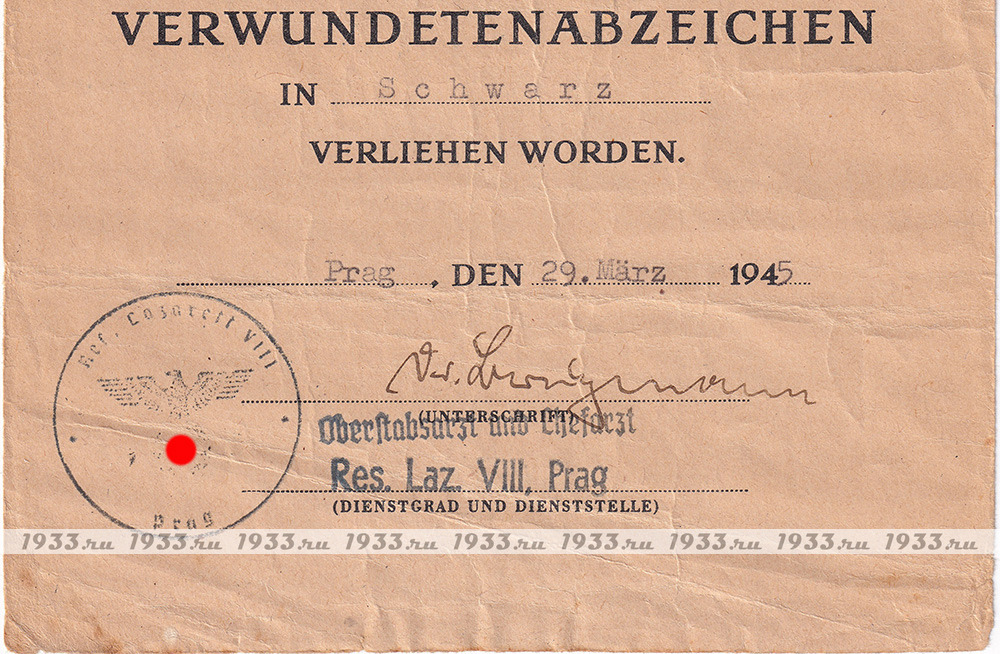 VERWUNDETENABZEICHEN
IN Schwarz
VERLIEHEN WORDEN.
Prag, DEN 29. März 1945
Res. Lazarett VIII
Prag
Dr.
(UNTERSCHRIFT)
Oberstabsarzt und Chefarzt
Res. Laz. VIII, Prag
(DIENSTGRAD UND DIENSTSTELLE)
1933.ru 1933.ru 1933.ru 1933.ru 1933.ru 1933.ru 1933.ru 1933.ru 1933.ru